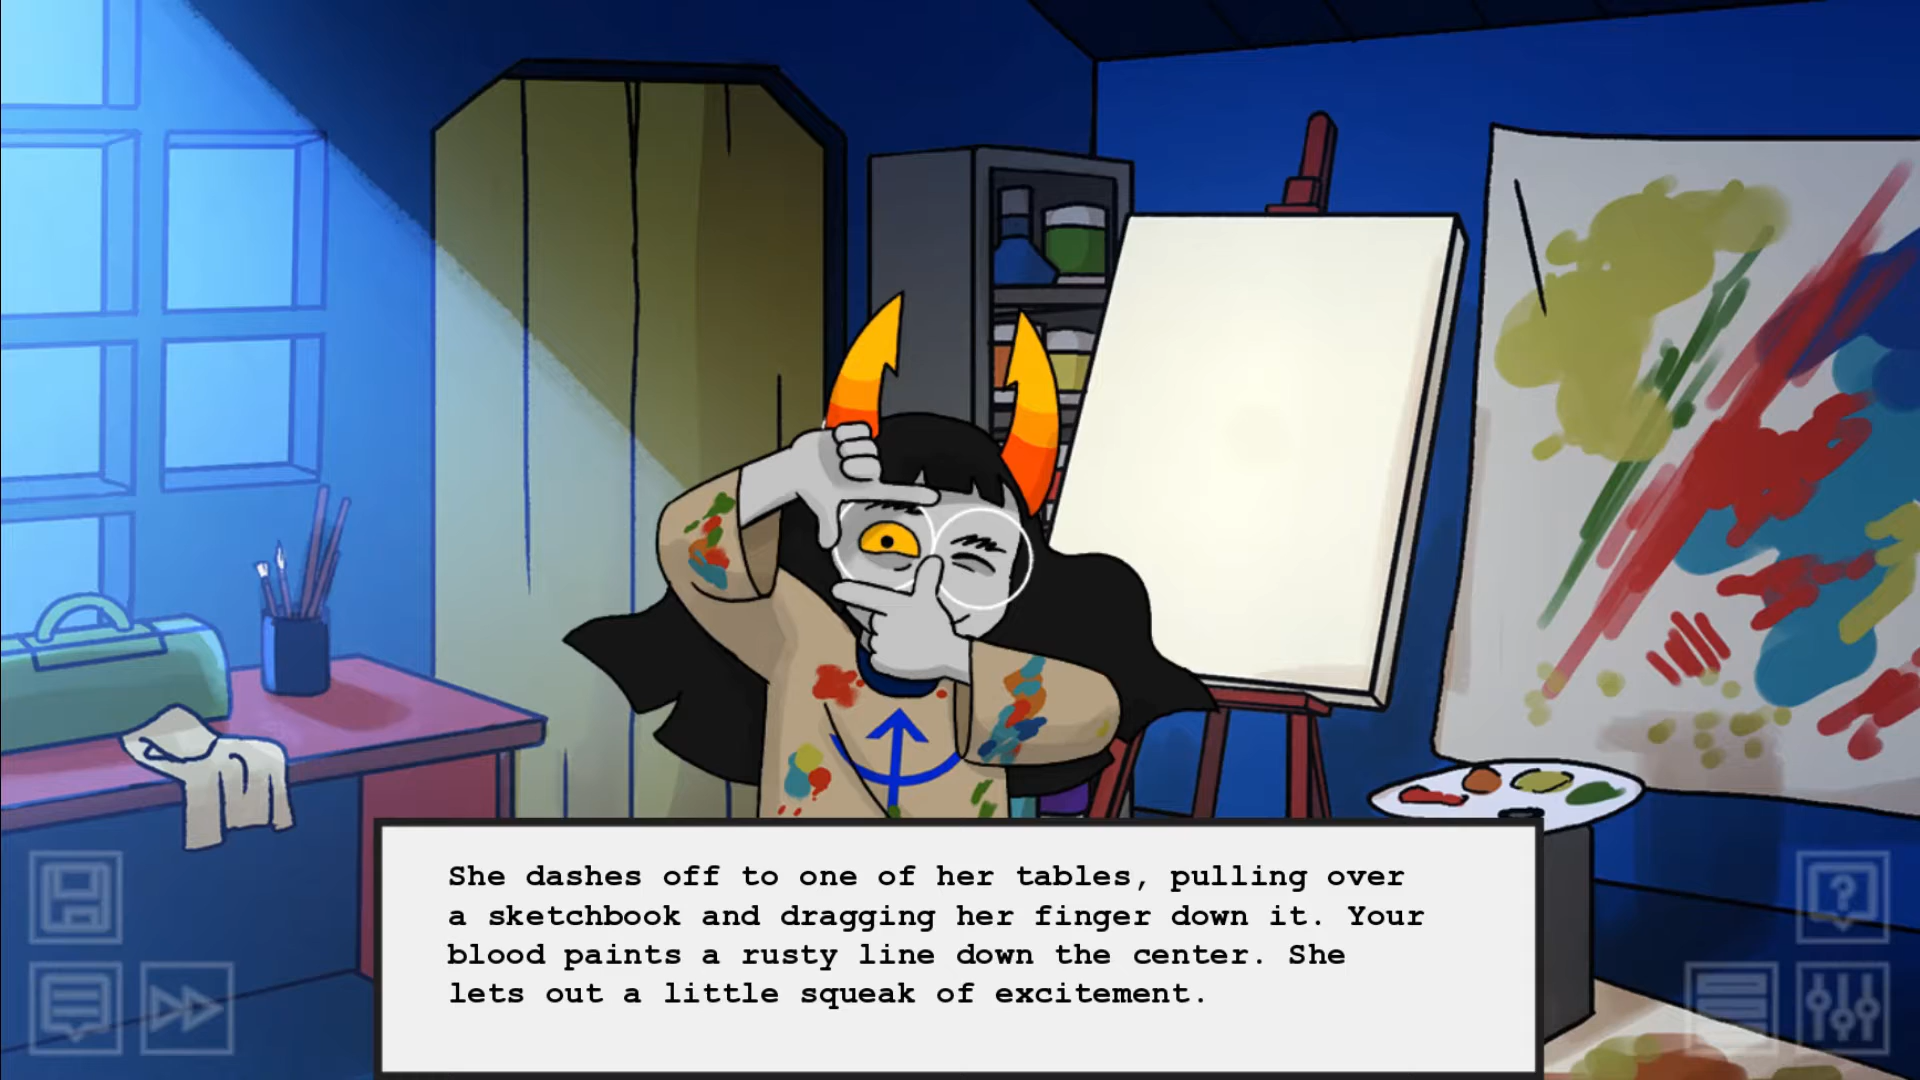 She dashes off to one of her tables, pulling over
a sketchbook and dragging her finger down it. Your
blood paints a rusty line down the center. She
lets out a little squeak of excitement.